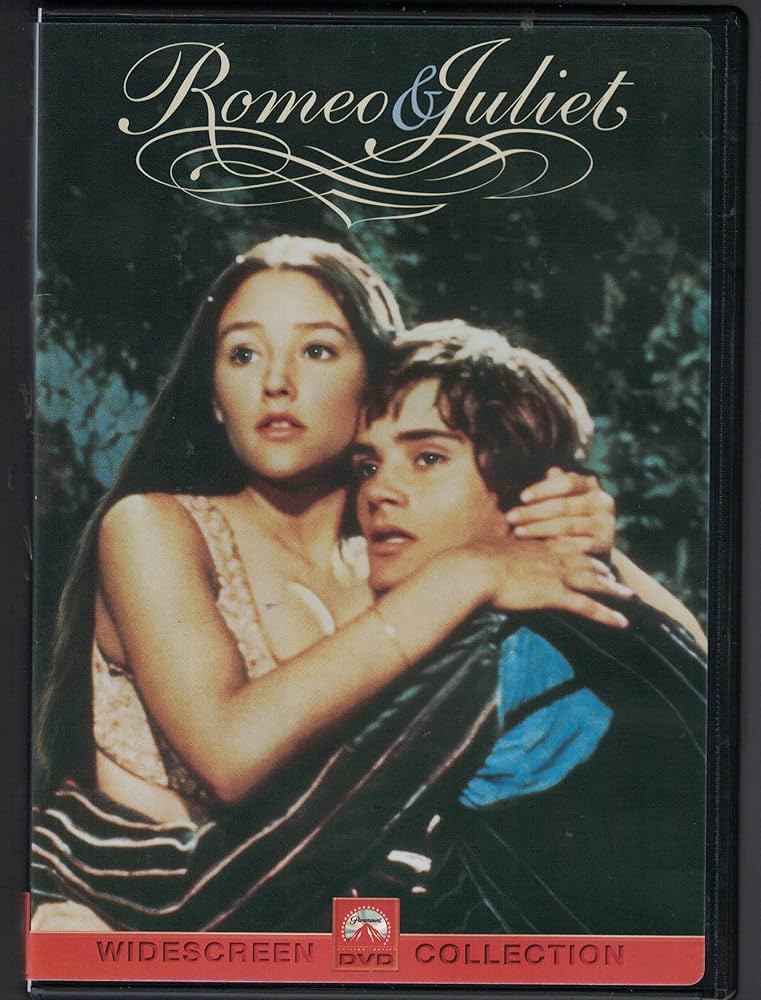 Romeo & Juliet
WIDESCREEN Paramount DVD COLLECTION